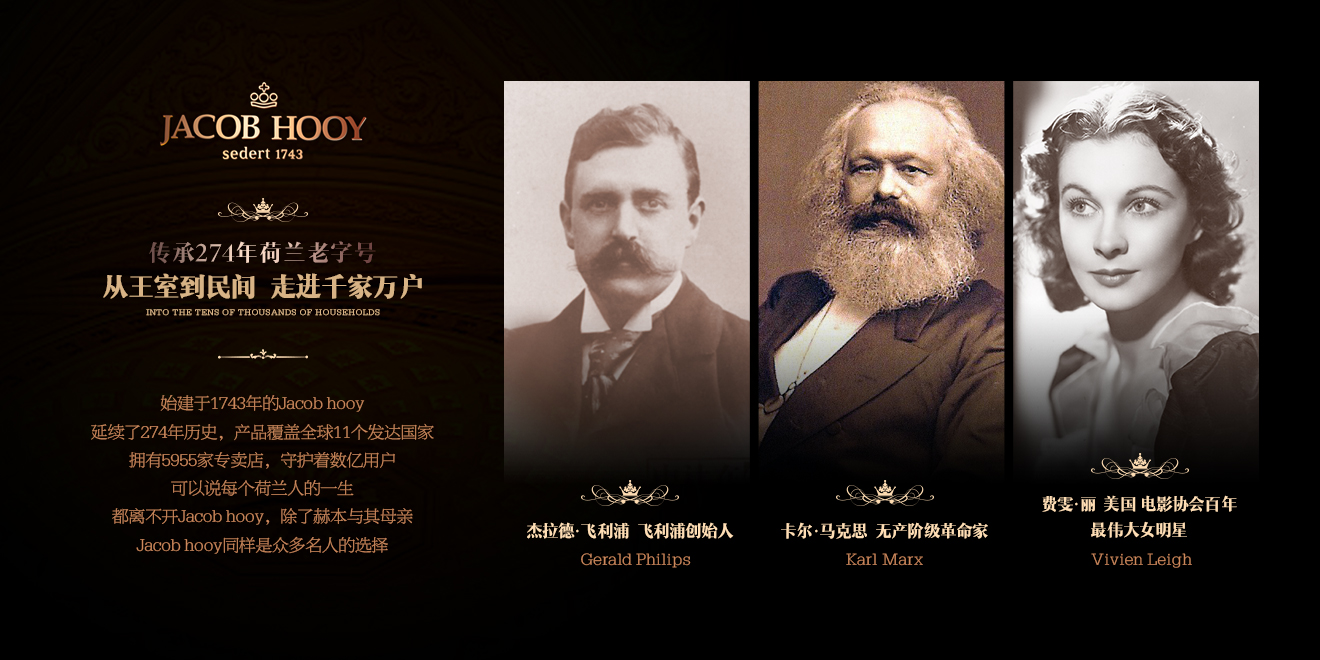 JACOB HOOY
sedert 1743
传承274年荷兰老字号
从王室到民间 走进千家万户
INTO THE TENS OF THOUSANDS OF HOUSEHOLDS
始建于1743年的Jacob hooy
延续了274年历史，产品覆盖全球11个发达国家
拥有5955家专卖店，守护着数亿用户
可以说每个荷兰人的一生
都离不开Jacob hooy，除了赫本与其母亲
Jacob hooy同样是众多名人的选择
杰拉德·飞利浦 飞利浦创始人
Gerald Philips
卡尔·马克思 无产阶级革命家
Karl Marx
费雯·丽 美国 电影协会百年
最伟大女明星
Vivien Leigh